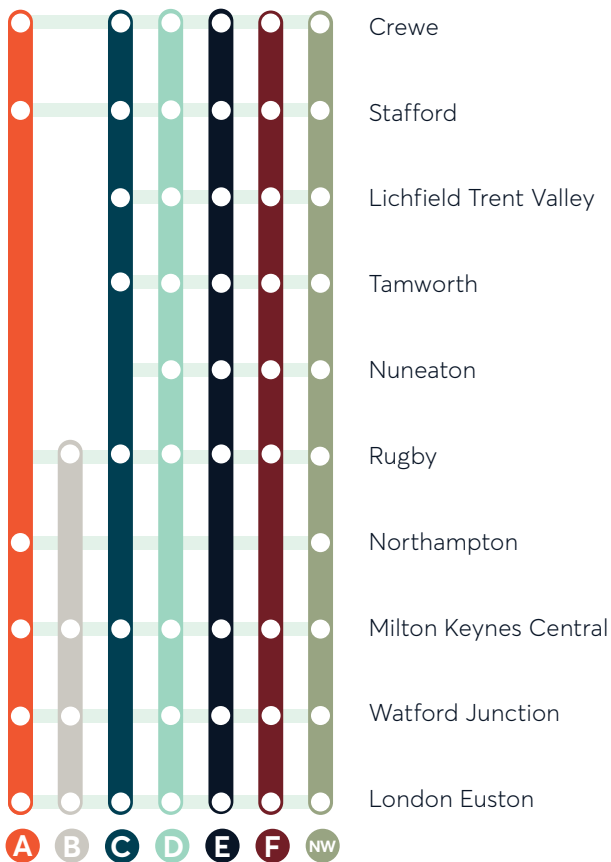 Crewe
Stafford
Lichfield Trent Valley
Tamworth
Nuneaton
Rugby
Northampton
Milton Keynes Central
Watford Junction
London Euston
A B C D E F NW